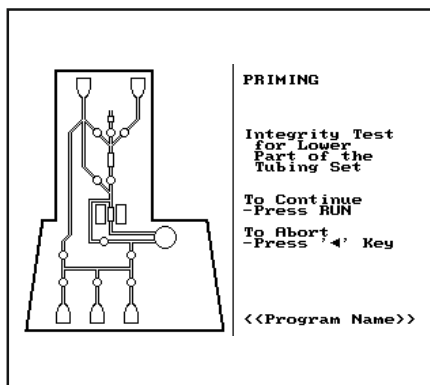 PRIMING
Integrity Test
for Lower
Part of the
Tubing Set
To Continue
-Press RUN
To Abort
-Press '◄' Key
<<Program Name>>